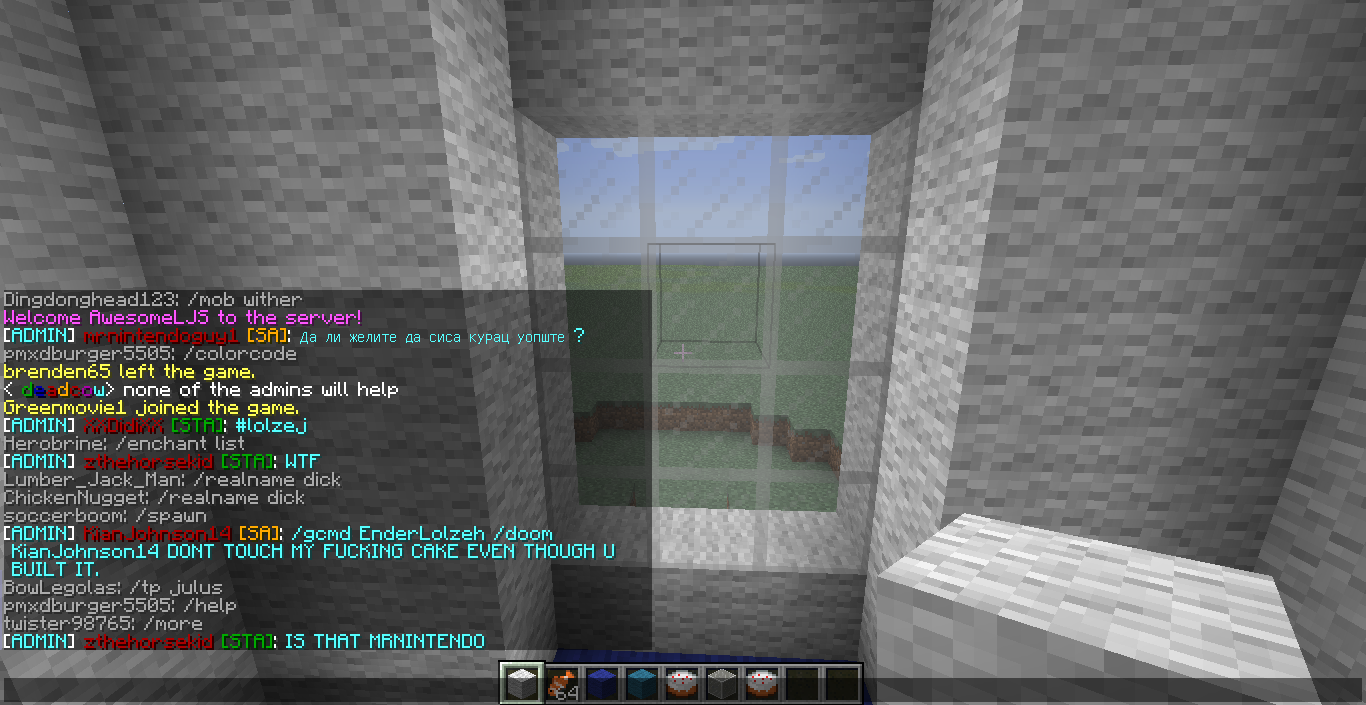 Dingdonghead123: /mob wither
Welcome AwesomeLJS to the server!
[ADMIN] mrnintendoguy1 [SA]: да ли желите да сиса курац уопште ?
pmxdburger5505: /colorcode
brenden65 left the game.
< deadcow> none of the admins will help
Greenmovie1 joined the game.
[ADMIN] XxDidiXX [STA]: #lolzej
Herobrine: /enchant list
[ADMIN] zthehorsekid [STA]: WTF
Lumber_Jack_Man: /realname dick
ChickenNugget: /realname dick
soccerboom: /spawn
[ADMIN] KianJohnson14 [SA]: /gcmd EnderLolzeh /doom
KianJohnson14 DONT TOUCH MY FUCKING CAKE EVEN THOUGH U
BUILT IT.
BowLegolas: /tp julus
pmxdburger5505: /help
twister98765: /more
[ADMIN] zthehorsekid [STA]: IS THAT MRNINTENDO
64